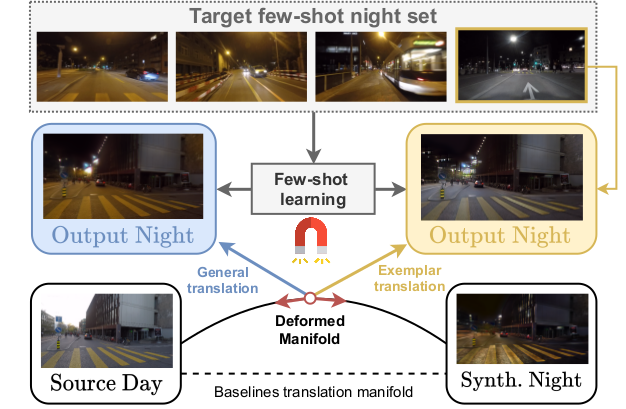 Target few-shot night set
Few-shot
learning
Output Night
Output Night
General
translation
Exemplar
translation
Deformed
Manifold
Source Day
Synth. Night
Baselines translation manifold